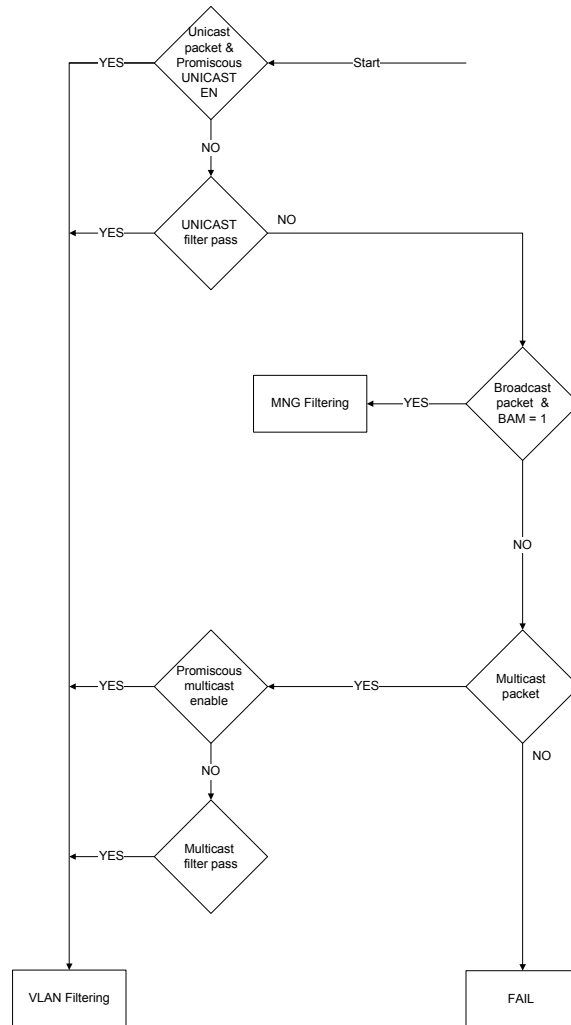 Unicast
packet &
Promiscous
UNICAST
EN
YES
Start
NO
UNICAST
filter pass
YES
NO
Broadcast
packet &
BAM = 1
YES
MNG Filtering
NO
Multicast
packet
YES
Promiscous
multicast
enable
YES
NO
NO
Multicast
filter pass
YES
VLAN Filtering
FAIL